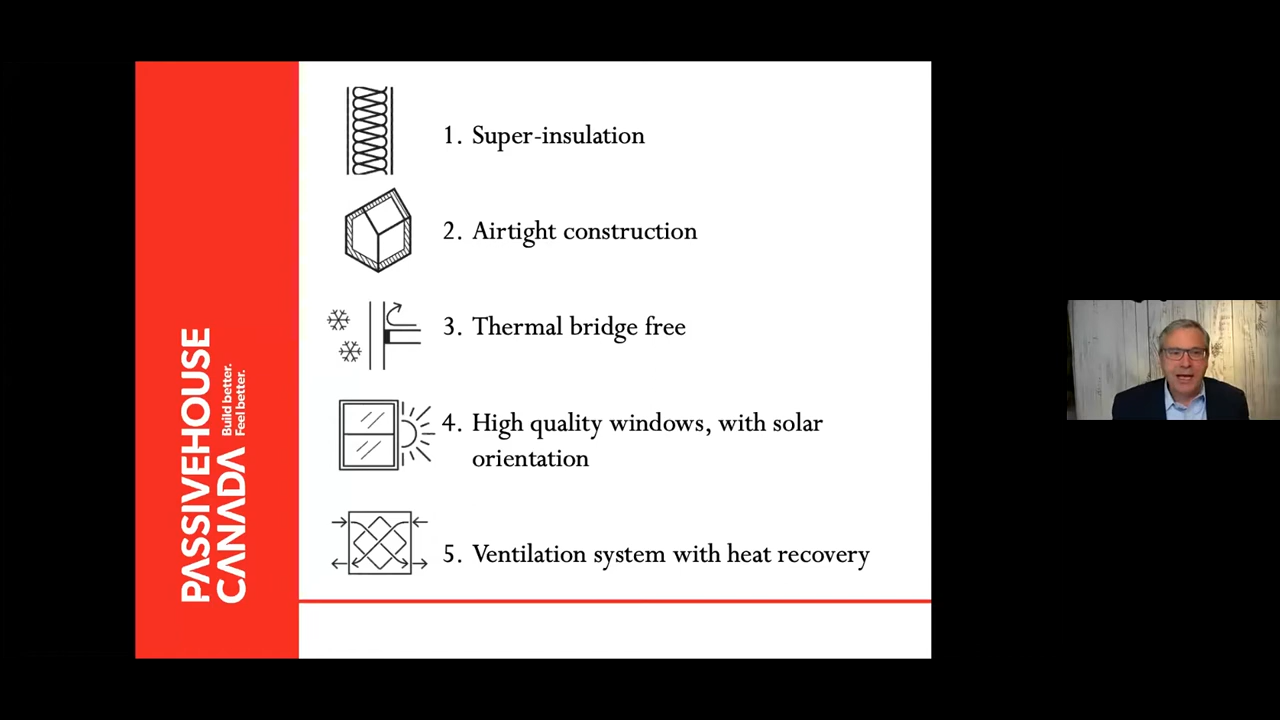 PASSIVEHOUSE
CANADA
Build better.
Feel better.
1. Super-insulation
2. Airtight construction
3. Thermal bridge free
4. High quality windows, with solar
orientation
5. Ventilation system with heat recovery